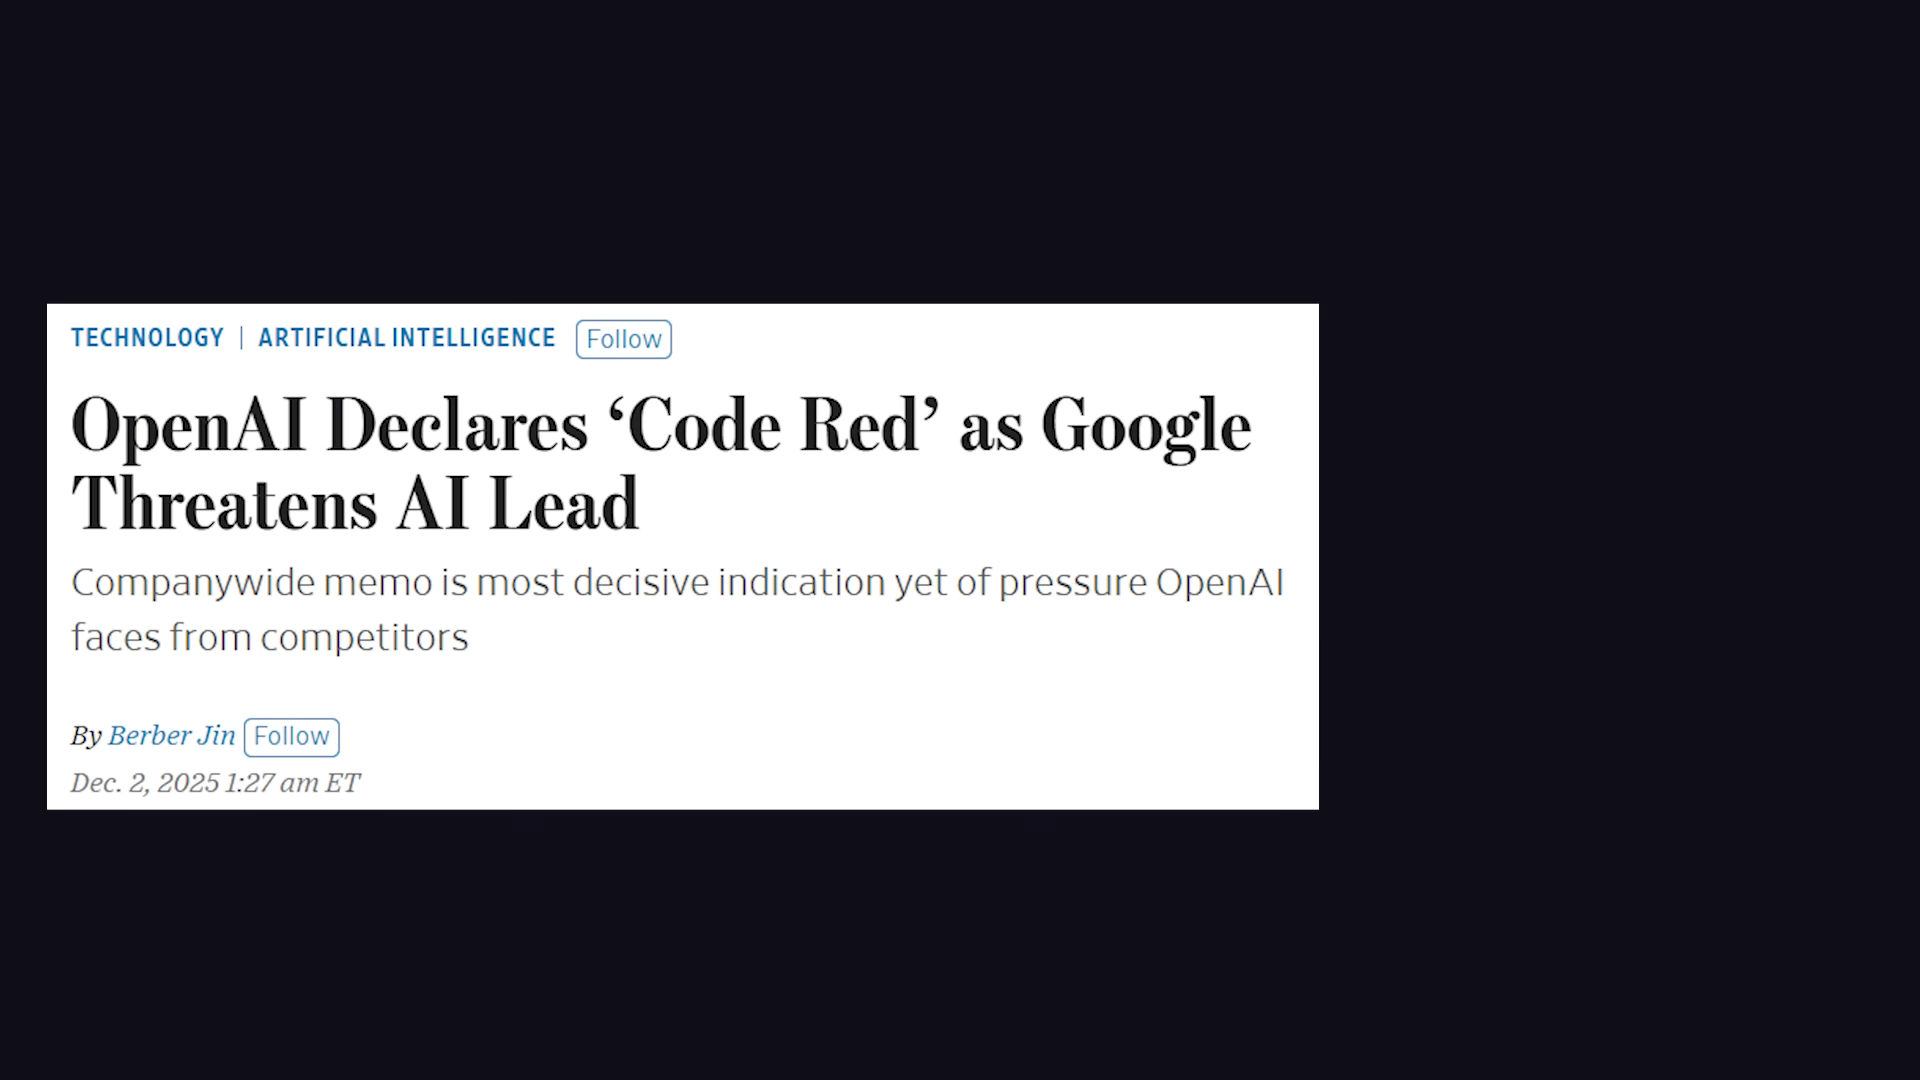 TECHNOLOGY | ARTIFICIAL INTELLIGENCE Follow
OpenAI Declares ‘Code Red’ as Google
Threatens AI Lead
Companywide memo is most decisive indication yet of pressure OpenAI
faces from competitors
By Berber Jin Follow
Dec. 2, 2025 1:27 am ET